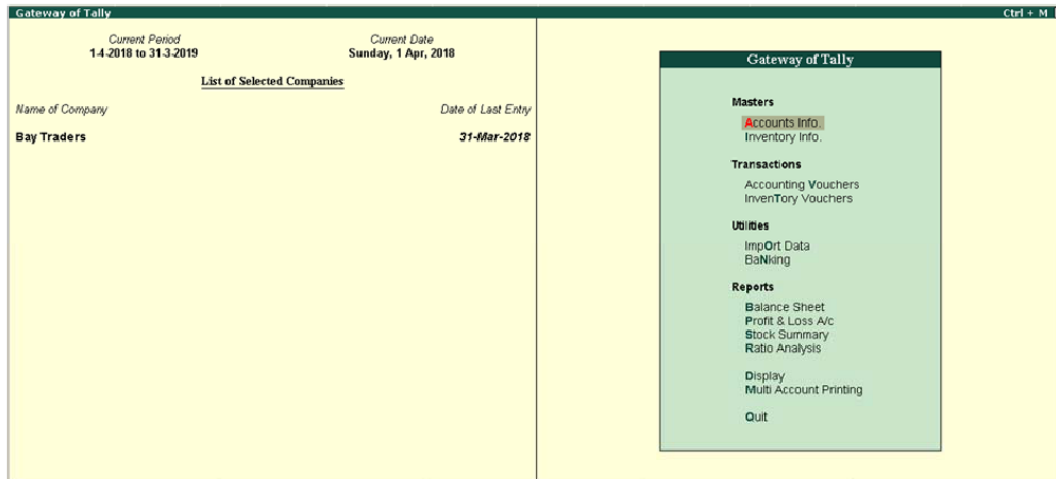 Gateway of Tally
Ctrl + M
Current Period
1-4-2018 to 31-3-2019
Current Date
Sunday, 1 Apr, 2018
List of Selected Companies
Name of Company
Date of Last Entry
Bay Traders
31-Mar-2018
Gateway of Tally
Masters
Accounts Info.
Inventory Info.
Transactions
Accounting Vouchers
InvenTory Vouchers
Utilities
ImpOrt Data
BaNking
Reports
Balance Sheet
Profit & Loss A/c
Stock Summary
Ratio Analysis
Display
Multi Account Printing
Quit